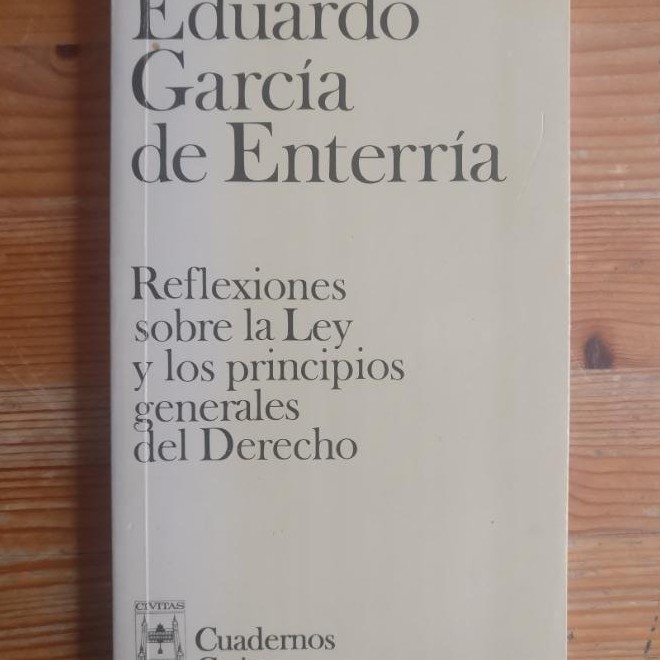 Eduardo
García
de Enterría
Reflexiones
sobre la Ley
y los principios
generales
del Derecho
CIVITAS
Cuadernos